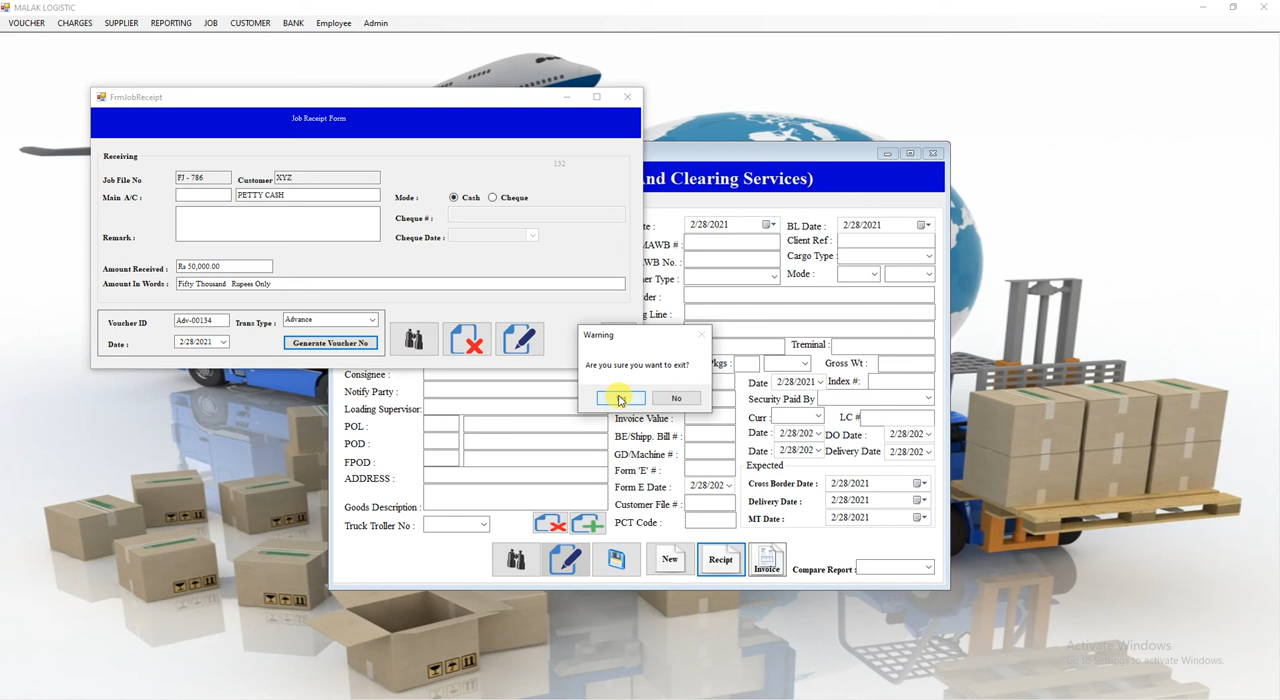 MALAK LOGISTIC
VOUCHER CHARGES SUPPLIER REPORTING JOB CUSTOMER BANK Employee Admin
FrmJobReceipt
Job Receipt Form
Receiving
132
Job File No FJ - 786 Customer XYZ
Main A/C : PETTY CASH Mode : Cash Cheque
Cheque # :
Remark : Cheque Date :
Amount Received : Rs 50,000.00
Amount In Words : Fifty Thousand Rupees Only
Voucher ID Adv-00134 Trans Type : Advance
Date : 2/28/2021 Generate Voucher No
Warning
Are you sure you want to exit?
No
nd Clearing Services)
te : 2/28/2021 BL Date : 2/28/2021
MAWB # Client Ref :
WB No. : Cargo Type :
er Type : Mode :
der :
g Line :
Treminal :
Pkgs : Gross Wt :
Consignee : Date 2/28/2021 Index #:
Notify Party : Security Paid By
Loading Supervisor: Invoice Value : Curr : LC #
POL : BE/Shipp. Bill # : Date : 2/28/202 DO Date : 2/28/202
POD : GD/Machine # : Date : 2/28/202 Delivery Date 2/28/202
FPOD : Form 'E' # : Expected
ADDRESS : Form E Date : 2/28/202 Cross Border Date : 2/28/2021
Goods Description : Customer File # : Delivery Date : 2/28/2021
Truck Troller No : PCT Code : MT Date : 2/28/2021
New Recipt Invoice Compare Report :
Activate Windows
Go to Settings to activate Windows.